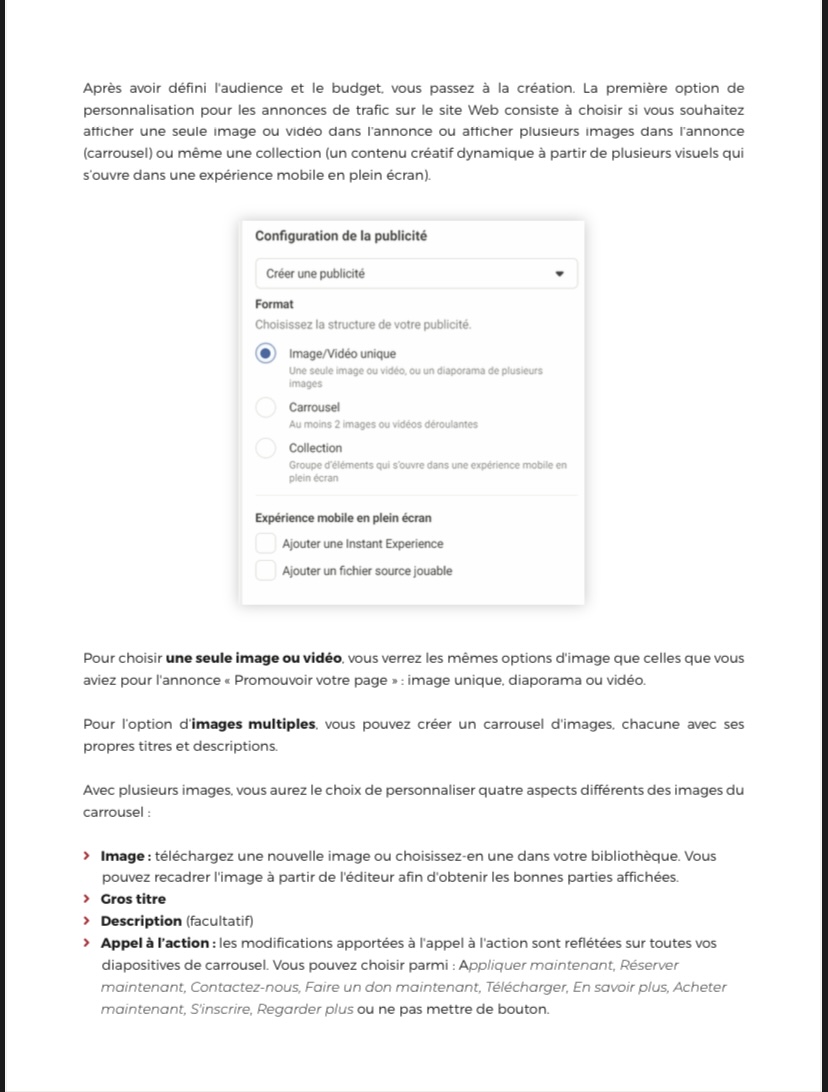 Après avoir défini l'audience et le budget, vous passez à la création. La première option de
personnalisation pour les annonces de trafic sur le site Web consiste à choisir si vous souhaitez
afficher une seule image ou vidéo dans l'annonce ou afficher plusieurs images dans l'annonce
(carrousel) ou même une collection (un contenu créatif dynamique à partir de plusieurs visuels qui
s'ouvre dans une expérience mobile en plein écran).
Configuration de la publicité
Créer une publicité
Format
Choisissez la structure de votre publicité.
Image/Vidéo unique
Une seule image ou vidéo, ou un diaporama de plusieurs
images
Carrousel
Au moins 2 images ou vidéos déroulantes
Collection
Groupe d'éléments qui s'ouvre dans une expérience mobile en
plein écran
Expérience mobile en plein écran
Ajouter une Instant Experience
Ajouter un fichier source jouable
Pour choisir une seule image ou vidéo, vous verrez les mêmes options d'image que celles que vous
aviez pour l'annonce « Promouvoir votre page » : image unique, diaporama ou vidéo.
Pour l'option d'images multiples, vous pouvez créer un carrousel d'images, chacune avec ses
propres titres et descriptions.
Avec plusieurs images, vous aurez le choix de personnaliser quatre aspects différents des images du
carrousel :
> Image : téléchargez une nouvelle image ou choisissez-en une dans votre bibliothèque. Vous
pouvez recadrer l'image à partir de l'éditeur afin d'obtenir les bonnes parties affichées.
> Gros titre
> Description (facultatif)
> Appel à l'action : les modifications apportées à l'appel à l'action sont reflétées sur toutes vos
diapositives de carrousel. Vous pouvez choisir parmi : Appliquer maintenant, Réserver
maintenant, Contactez-nous, Faire un don maintenant, Télécharger, En savoir plus, Acheter
maintenant, S'inscrire, Regarder plus ou ne pas mettre de bouton.